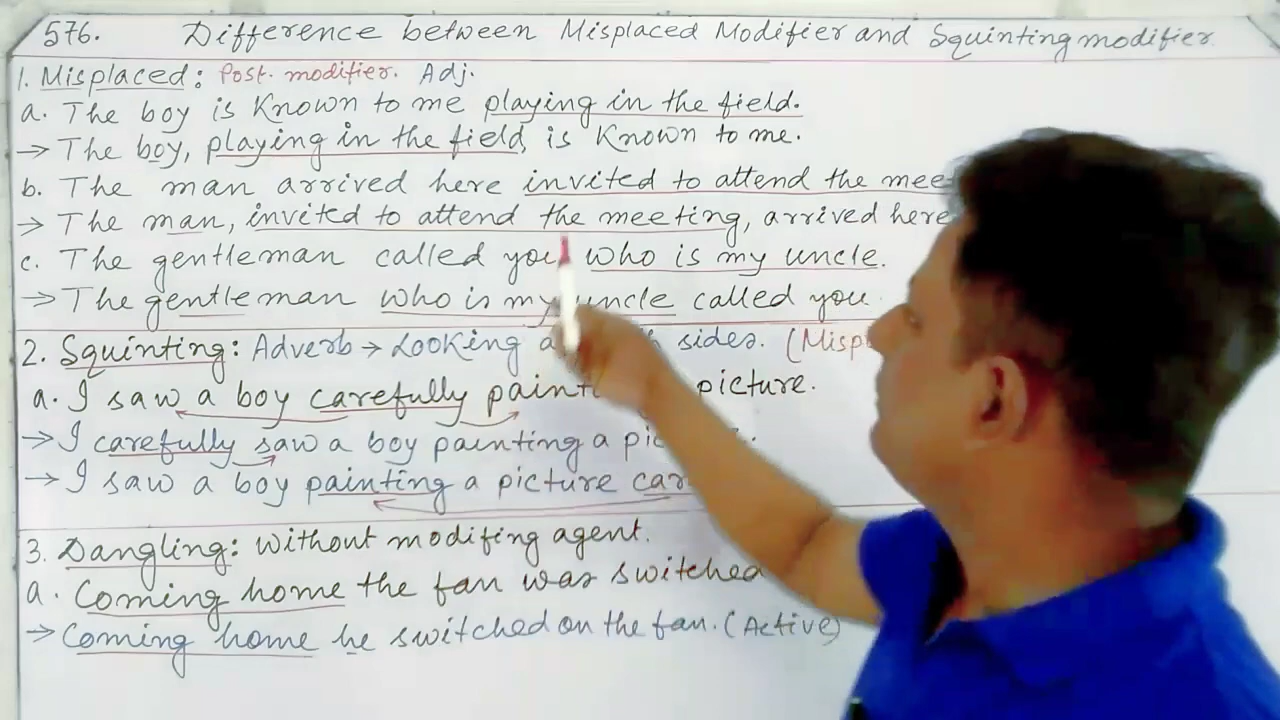 576. Difference between Misplaced Modifier and Squinting modifier.
1. Misplaced: Post. modifier. Adj.
a. The boy is known to me playing in the field.
→ The boy, playing in the field, is known to me.
b. The man arrived here invited to attend the
→ The man, invited to attend the meeting, arrived here
c. The gentleman called you who is my uncle.
→ The gentleman who is my uncle called you.
2. Squinting: Adverb → Looking sides.
a. I saw a boy carefully picture.
→ I carefully saw a boy painting a
→ I saw a boy painting a picture
3. Dangling: without modifing agent.
a. Coming home the fan was switched
→ Coming home he switched on the fan. (Active)